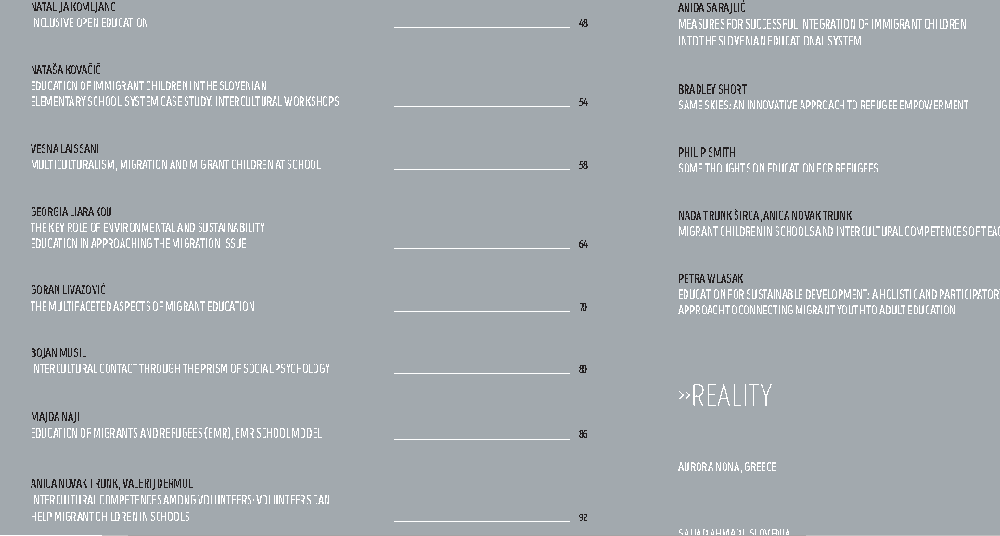 NATALIJA KOMLJANC
INCLUSIVE OPEN EDUCATION 48
NATAŠA KOVAČIČ
EDUCATION OF IMMIGRANT CHILDREN IN THE SLOVENIAN
ELEMENTARY SCHOOL SYSTEM CASE STUDY: INTERCULTURAL WORKSHOPS 54
VESNA LAISSANI
MULTICULTURALISM, MIGRATION AND MIGRANT CHILDREN AT SCHOOL 58
GEORGIA LIARAKOU
THE KEY ROLE OF ENVIRONMENTAL AND SUSTAINABILITY
EDUCATION IN APPROACHING THE MIGRATION ISSUE 64
GORAN LIVAZOVIĆ
THE MULTIFACETED ASPECTS OF MIGRANT EDUCATION 70
BOJAN MUSIL
INTERCULTURAL CONTACT THROUGH THE PRISM OF SOCIAL PSYCHOLOGY 80
MAJDA NAJI
EDUCATION OF MIGRANTS AND REFUGEES (EMR), EMR SCHOOL MODEL 86
ANICA NOVAK TRUNK, VALERIJ DERMOL
INTERCULTURAL COMPETENCES AMONG VOLUNTEERS: VOLUNTEERS CAN
HELP MIGRANT CHILDREN IN SCHOOLS 92
ANIDA SARAJLIĆ
MEASURES FOR SUCCESSFUL INTEGRATION OF IMMIGRANT CHILDREN
INTO THE SLOVENIAN EDUCATIONAL SYSTEM
BRADLEY SHORT
SAME SKIES: AN INNOVATIVE APPROACH TO REFUGEE EMPOWERMENT
PHILIP SMITH
SOME THOUGHTS ON EDUCATION FOR REFUGEES
NADA TRUNK ŠIRCA, ANICA NOVAK TRUNK
MIGRANT CHILDREN IN SCHOOLS AND INTERCULTURAL COMPETENCES OF
PETRA WLASAK
EDUCATION FOR SUSTAINABLE DEVELOPMENT: A HOLISTIC AND PARTICIPATORY
APPROACH TO CONNECTING MIGRANT YOUTH TO ADULT EDUCATION
>>REALITY
AURORA NONA, GREECE
SAJJAD AHMADI, SLOVENIA